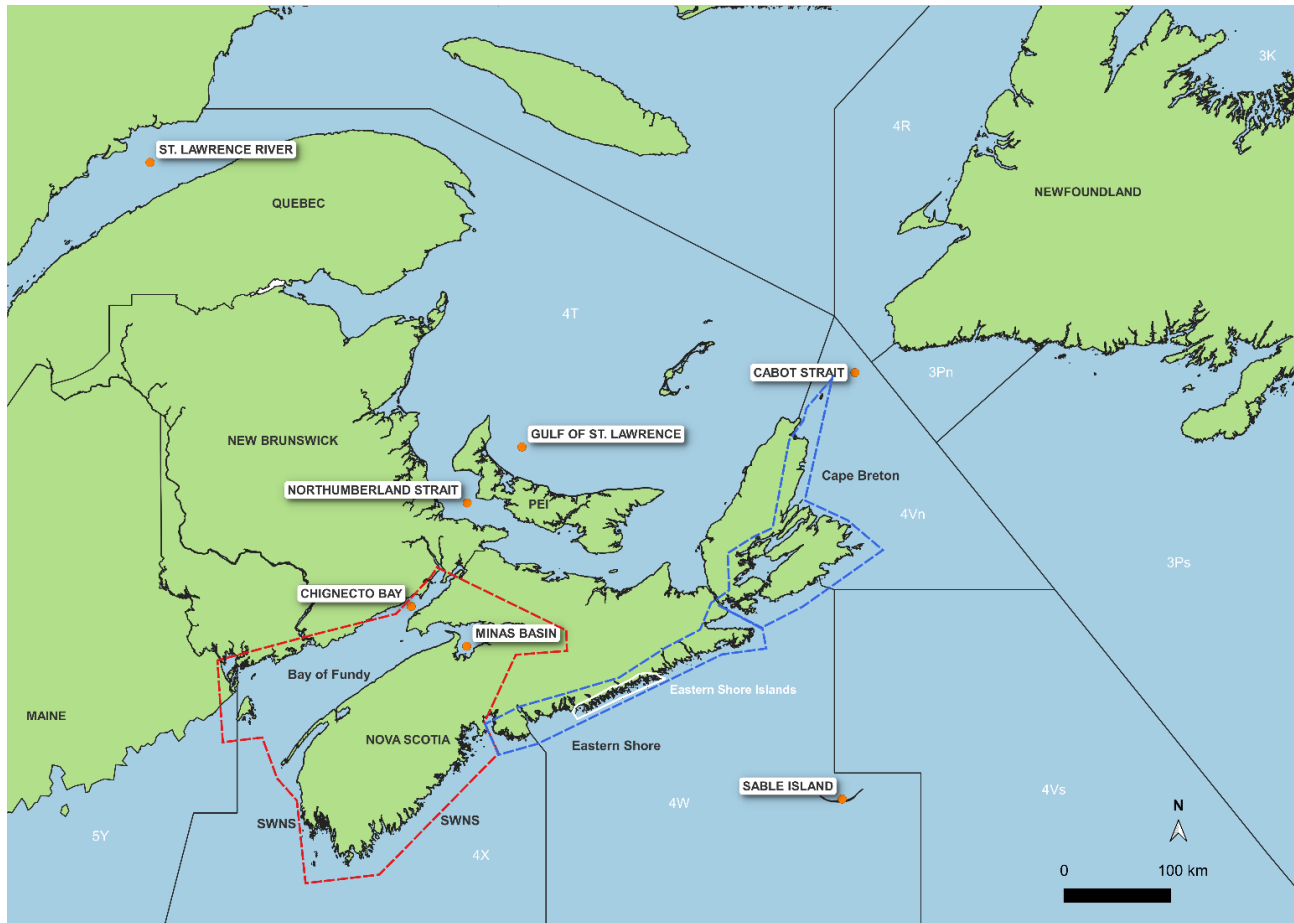 3K
4R
ST. LAWRENCE RIVER
NEWFOUNDLAND
QUEBEC
4T
CABOT STRAIT
3Pn
GULF OF ST. LAWRENCE
NEW BRUNSWICK
Cape Breton
NORTHUMBERLAND STRAIT
PEI
4Vn
3Ps
CHIGNECTO BAY
MINAS BASIN
Bay of Fundy
Eastern Shore Islands
MAINE
NOVA SCOTIA
Eastern Shore
SABLE ISLAND
4W
4Vs
N
SWNS
SWNS
5Y
4X
0
100 km